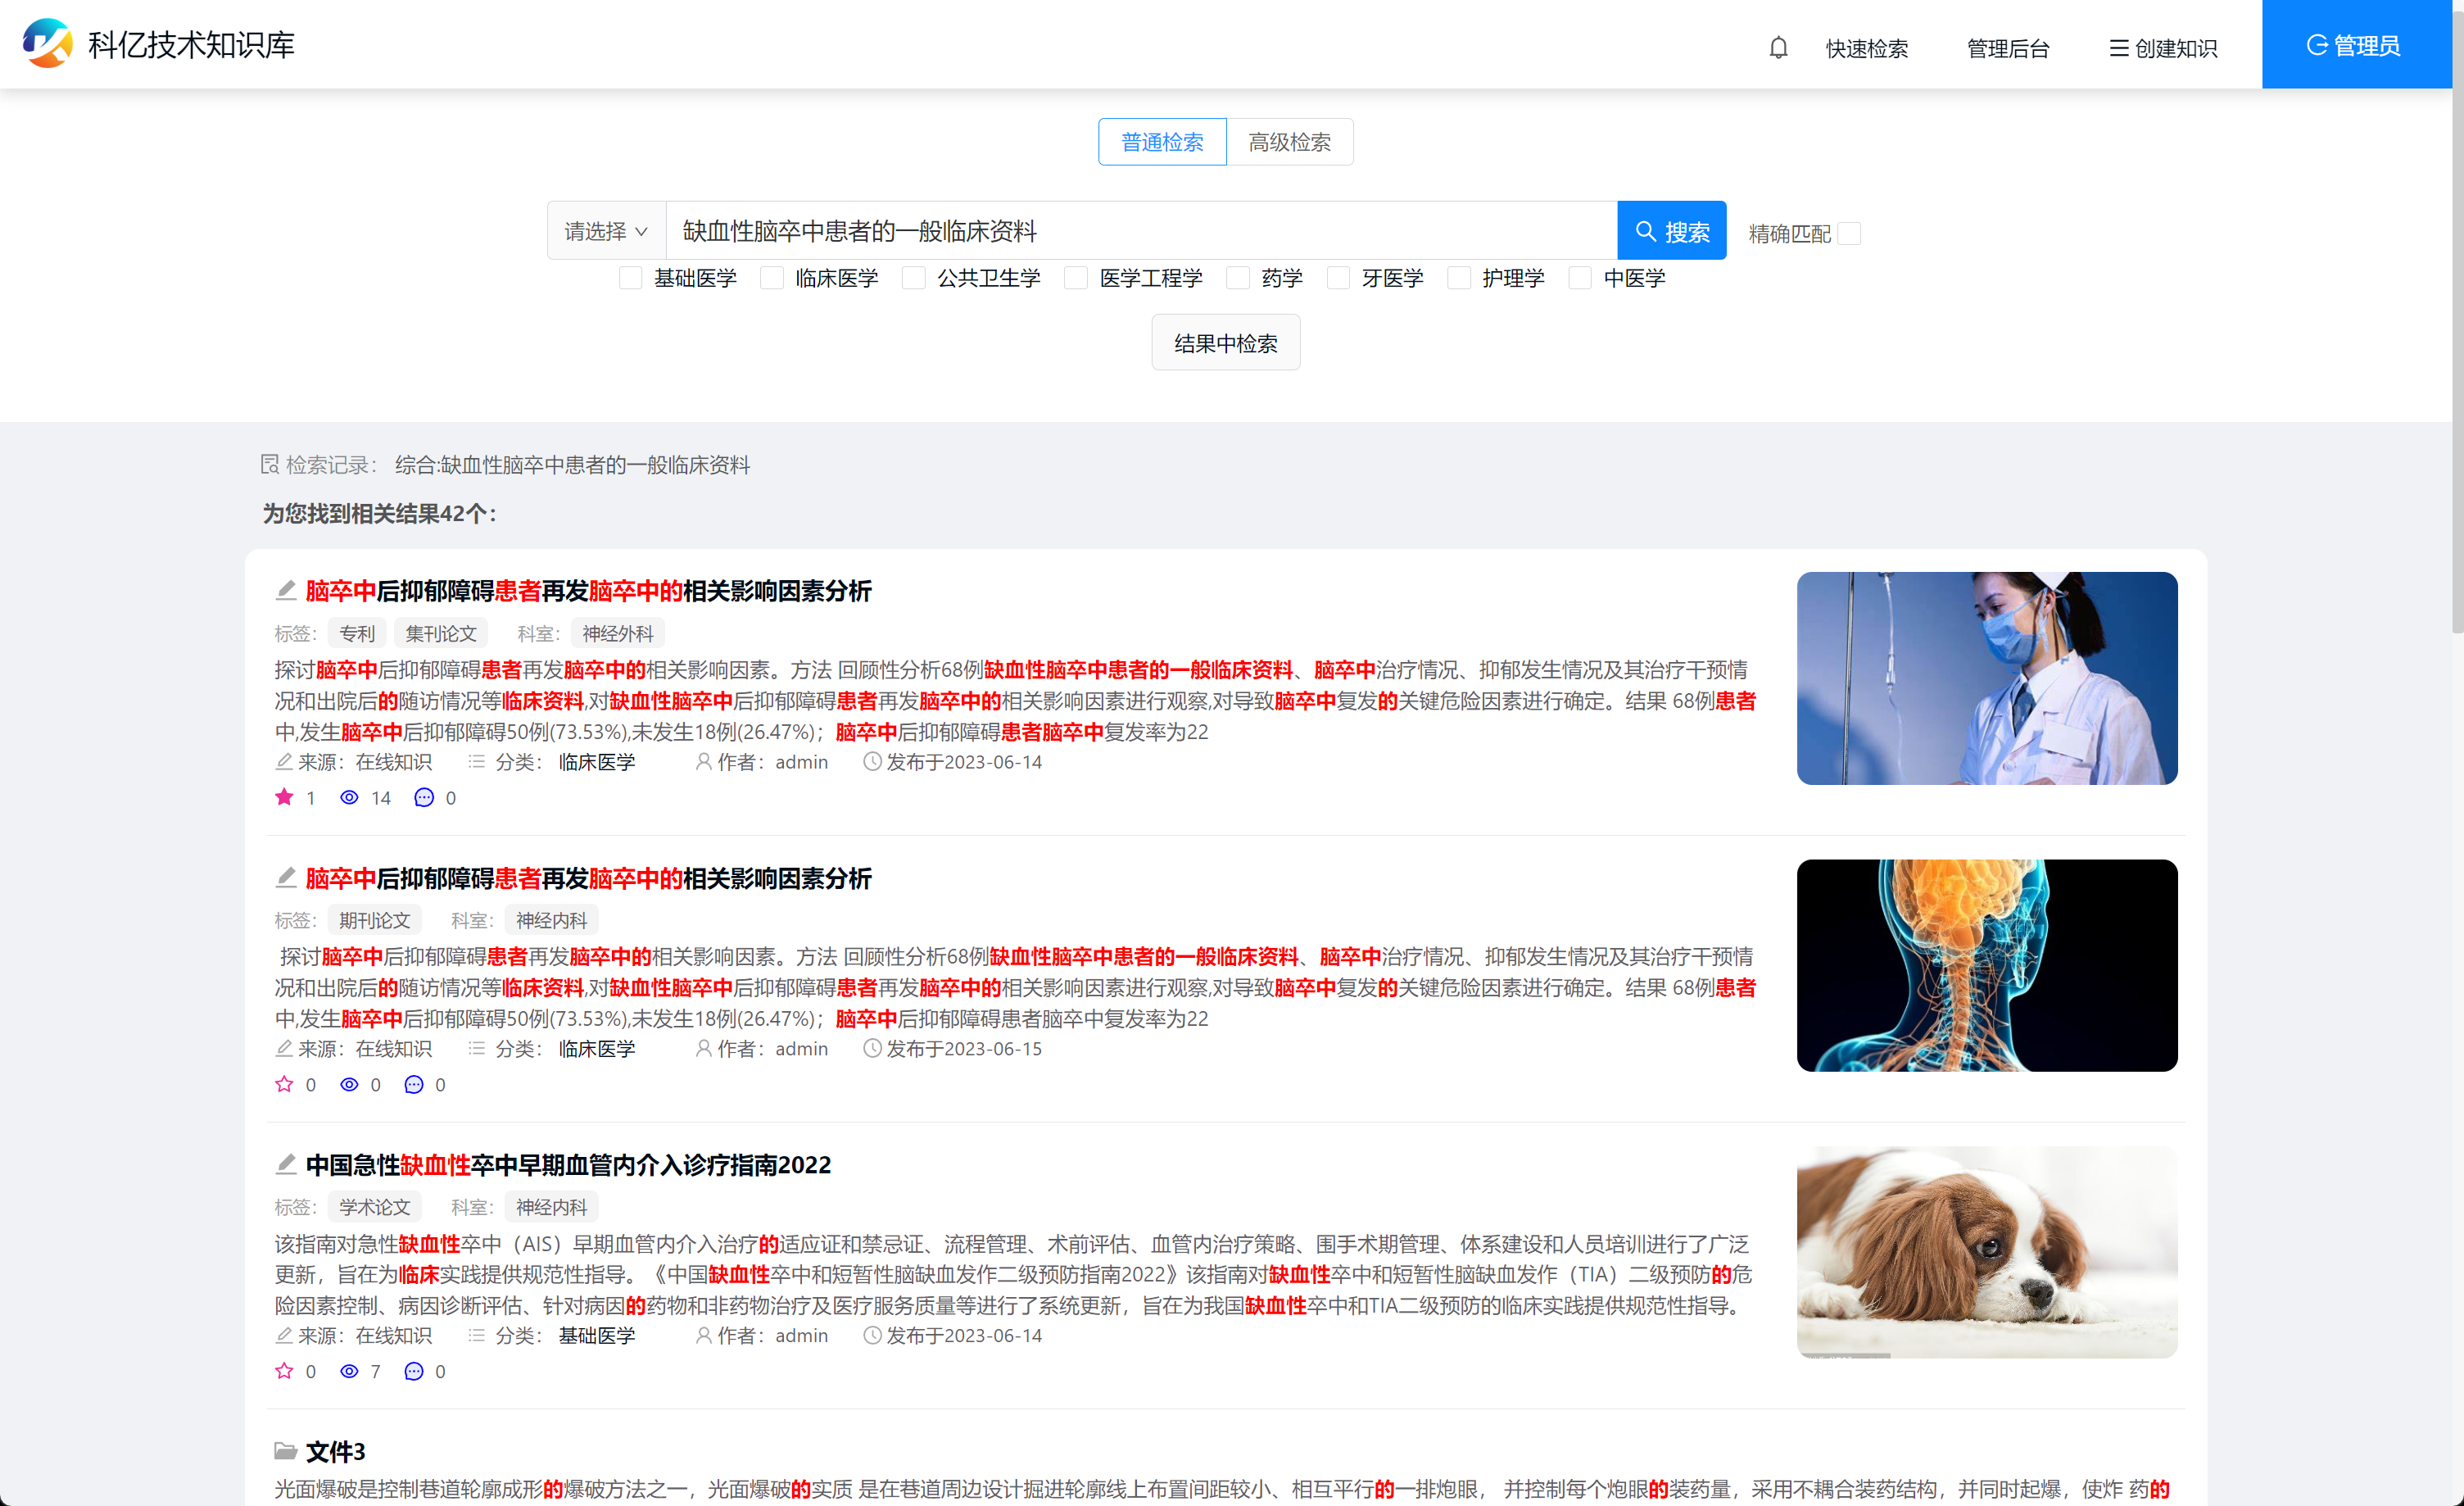 科亿技术知识库
快速检索
管理后台
创建知识
管理员
普通检索
高级检索
请选择
缺血性脑卒中患者的一般临床资料
搜索
精确匹配
基础医学
临床医学
公共卫生学
医学工程学
药学
牙医学
护理学
中医学
结果中检索
检索记录： 综合:缺血性脑卒中患者的一般临床资料
为您找到相关结果42个：
脑卒中后抑郁障碍患者再发脑卒中的相关影响因素分析
标签： 专利 集刊论文 科室： 神经外科
探讨脑卒中后抑郁障碍患者再发脑卒中的相关影响因素。方法 回顾性分析68例缺血性脑卒中患者的一般临床资料、脑卒中治疗情况、抑郁发生情况及其治疗干预情
况和出院后的随访情况等临床资料,对缺血性脑卒中后抑郁障碍患者再发脑卒中的相关影响因素进行观察,对导致脑卒中复发的关键危险因素进行确定。结果 68例患者
中,发生脑卒中后抑郁障碍50例(73.53%),未发生18例(26.47%)；脑卒中后抑郁障碍患者脑卒中复发率为22
来源：在线知识 分类： 临床医学 作者：admin 发布于2023-06-14
1 14 0
脑卒中后抑郁障碍患者再发脑卒中的相关影响因素分析
标签： 期刊论文 科室： 神经内科
探讨脑卒中后抑郁障碍患者再发脑卒中的相关影响因素。方法 回顾性分析68例缺血性脑卒中患者的一般临床资料、脑卒中治疗情况、抑郁发生情况及其治疗干预情
况和出院后的随访情况等临床资料,对缺血性脑卒中后抑郁障碍患者再发脑卒中的相关影响因素进行观察,对导致脑卒中复发的关键危险因素进行确定。结果 68例患者
中,发生脑卒中后抑郁障碍50例(73.53%),未发生18例(26.47%)；脑卒中后抑郁障碍患者脑卒中复发率为22
来源：在线知识 分类： 临床医学 作者：admin 发布于2023-06-15
0 0 0
中国急性缺血性卒中早期血管内介入诊疗指南2022
标签： 学术论文 科室： 神经内科
该指南对急性缺血性卒中（AIS）早期血管内介入治疗的适应证和禁忌证、流程管理、术前评估、血管内治疗策略、围手术期管理、体系建设和人员培训进行了广泛
更新，旨在为临床实践提供规范性指导。《中国缺血性卒中和短暂性脑缺血发作二级预防指南2022》该指南对缺血性卒中和短暂性脑缺血发作（TIA）二级预防的危
险因素控制、病因诊断评估、针对病因的药物和非药物治疗及医疗服务质量等进行了系统更新，旨在为我国缺血性卒中和TIA二级预防的临床实践提供规范性指导。
来源：在线知识 分类： 基础医学 作者：admin 发布于2023-06-14
0 7 0
文件3
光面爆破是控制巷道轮廓成形的爆破方法之一，光面爆破的实质 是在巷道周边设计掘进轮廓线上布置间距较小、相互平行的一排炮眼， 并控制每个炮眼的装药量，采用不耦合装药结构，并同时起爆，使炸 药的